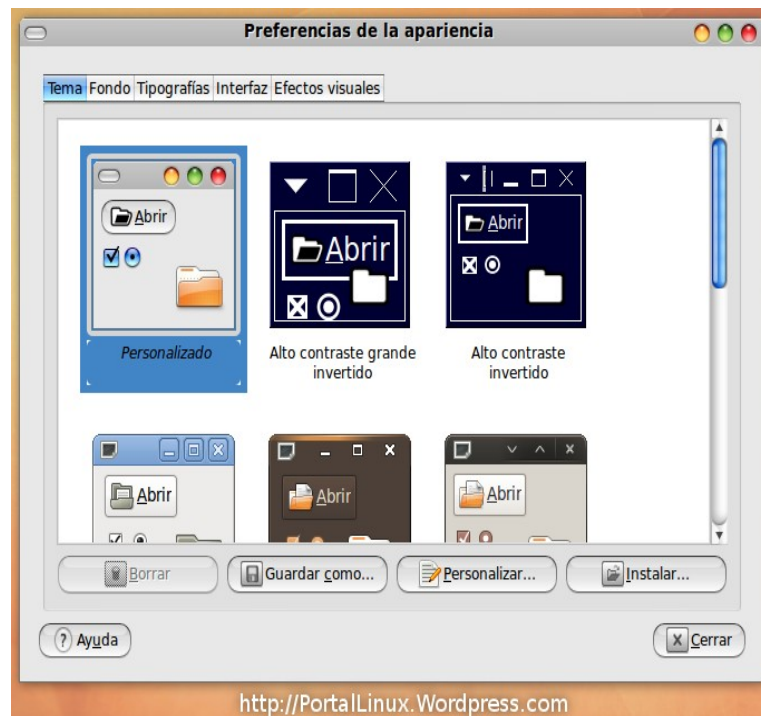 Preferencias de la apariencia
Tema Fondo Tipografías Interfaz Efectos visuales
Abrir
Abrir
Abrir
Personalizado
Alto contraste grande
invertido
Alto contraste
invertido
Abrir
Abrir
Abrir
Borrar
Guardar como...
Personalizar...
Instalar...
? Ayuda
Cerrar
http://PortalLinux.Wordpress.com